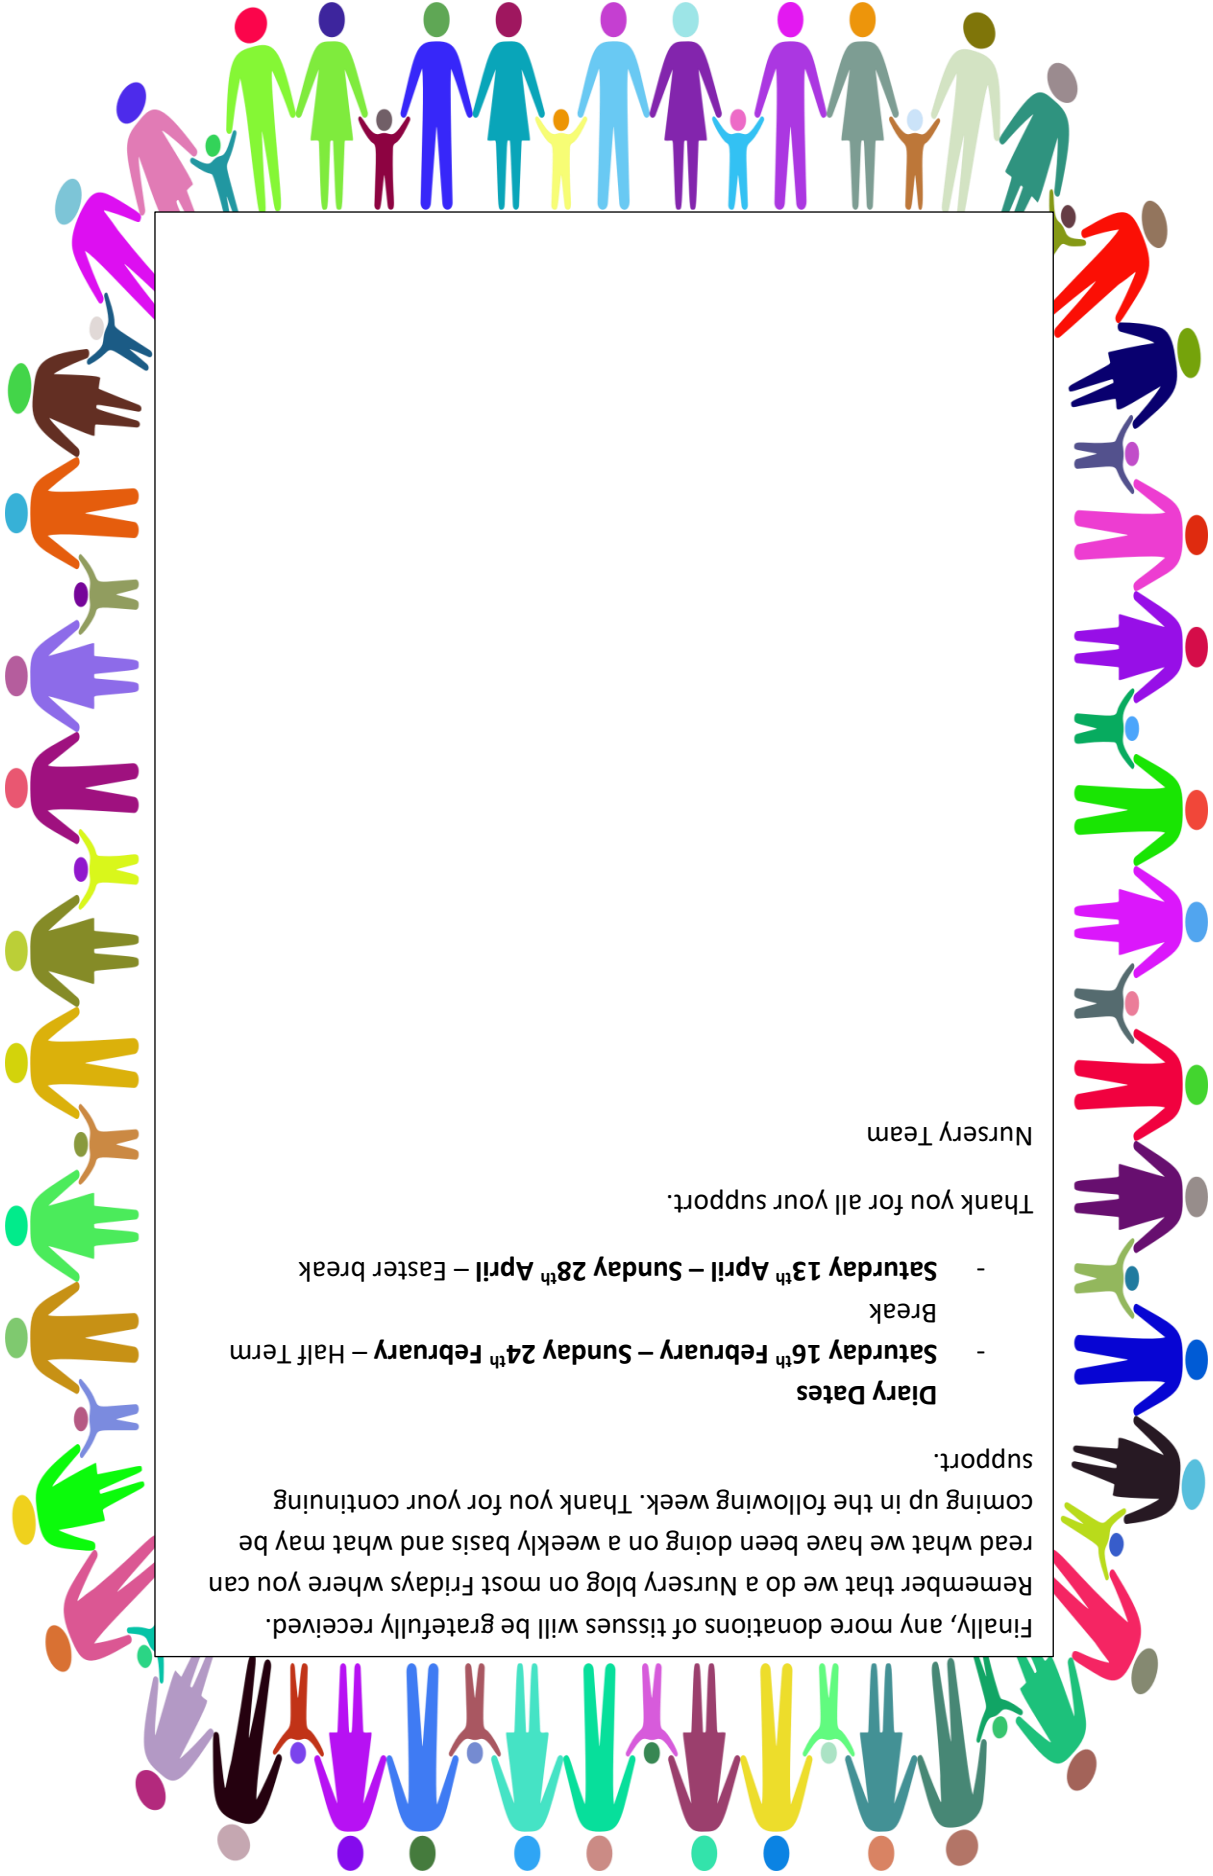 Finally, any more donations of tissues will be gratefully received.
Remember that we do a Nursery blog on most Fridays where you can
read what we have been doing on a weekly basis and what may be
coming up in the following week. Thank you for your continuing
support.
Diary Dates
- Saturday 16th February – Sunday 24th February – Half Term
Break
- Saturday 13th April – Sunday 28th April – Easter break
Thank you for all your support.
Nursery Team